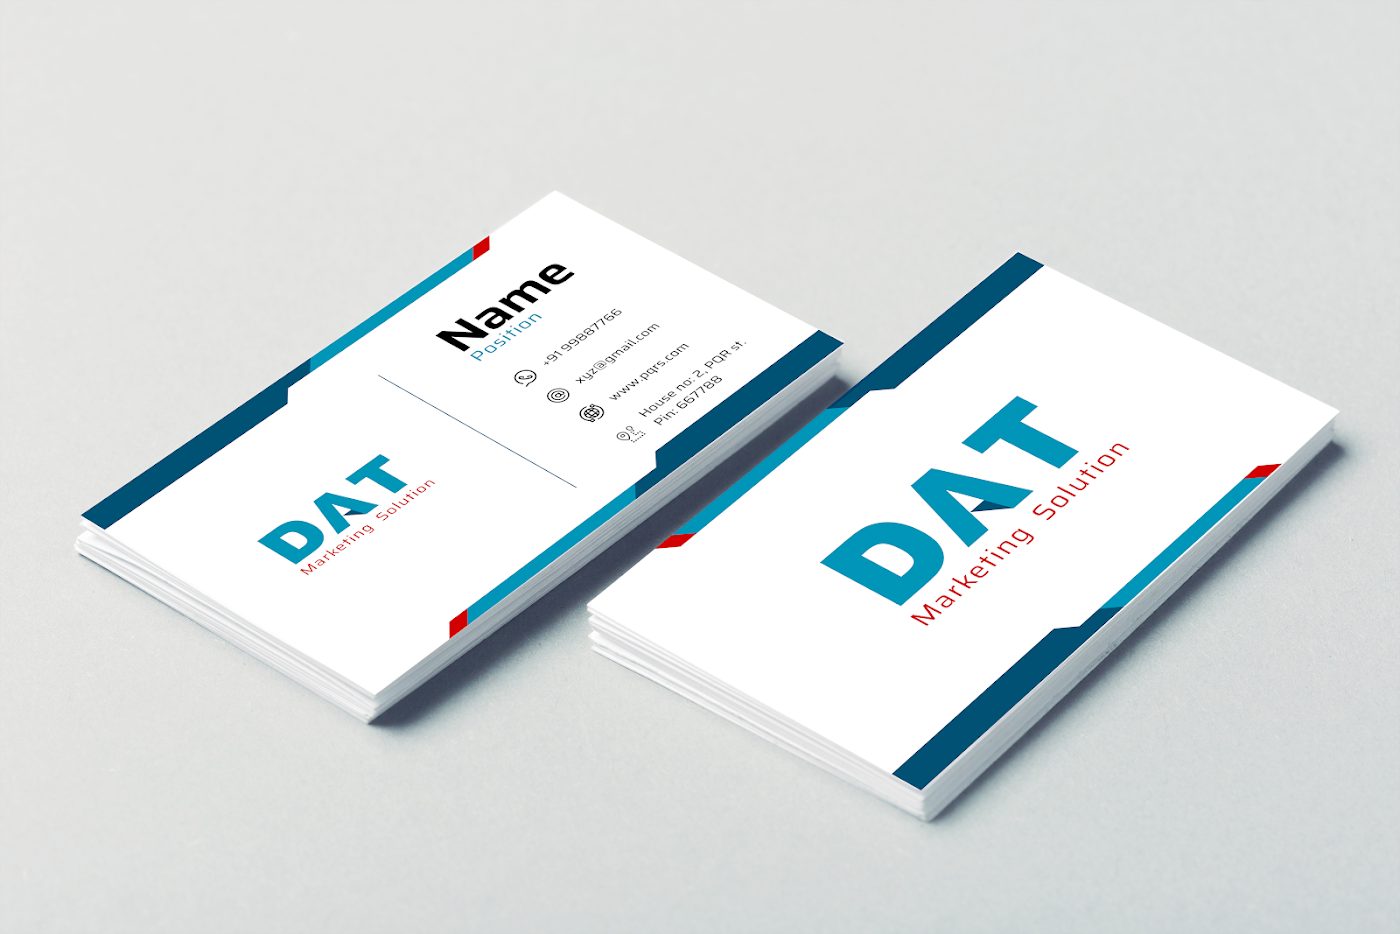 Name
Position
+91 99887766
xyz@gmail.com
www.pqrs.com
House no: 2, PQR st.
Pin: 667788
DAT
Marketing Solution
DAT
Marketing Solution